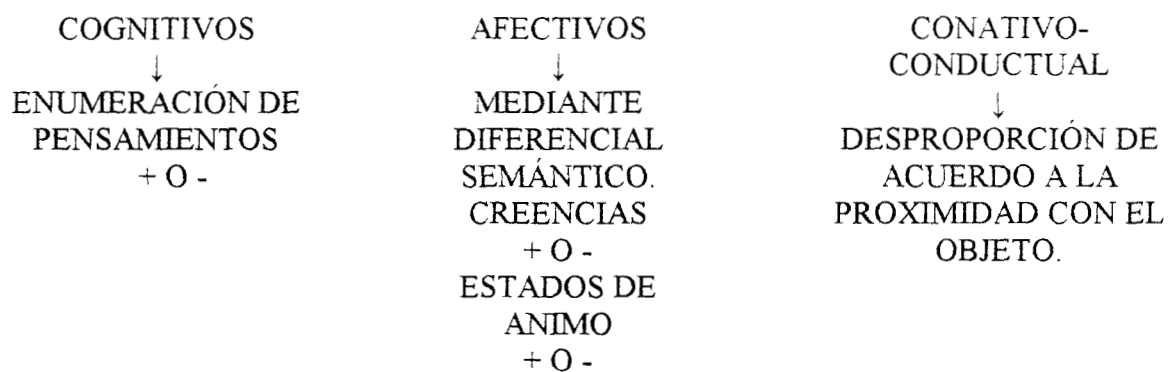 COGNITIVOS
↓
ENUMERACIÓN DE
PENSAMIENTOS
+ O -
AFECTIVOS
↓
MEDIANTE
DIFERENCIAL
SEMÁNTICO.
CREENCIAS
+ O -
ESTADOS DE
ANIMO
+ O -
CONATIVO-
CONDUCTUAL
↓
DESPROPORCIÓN DE
ACUERDO A LA
PROXIMIDAD CON EL
OBJETO.